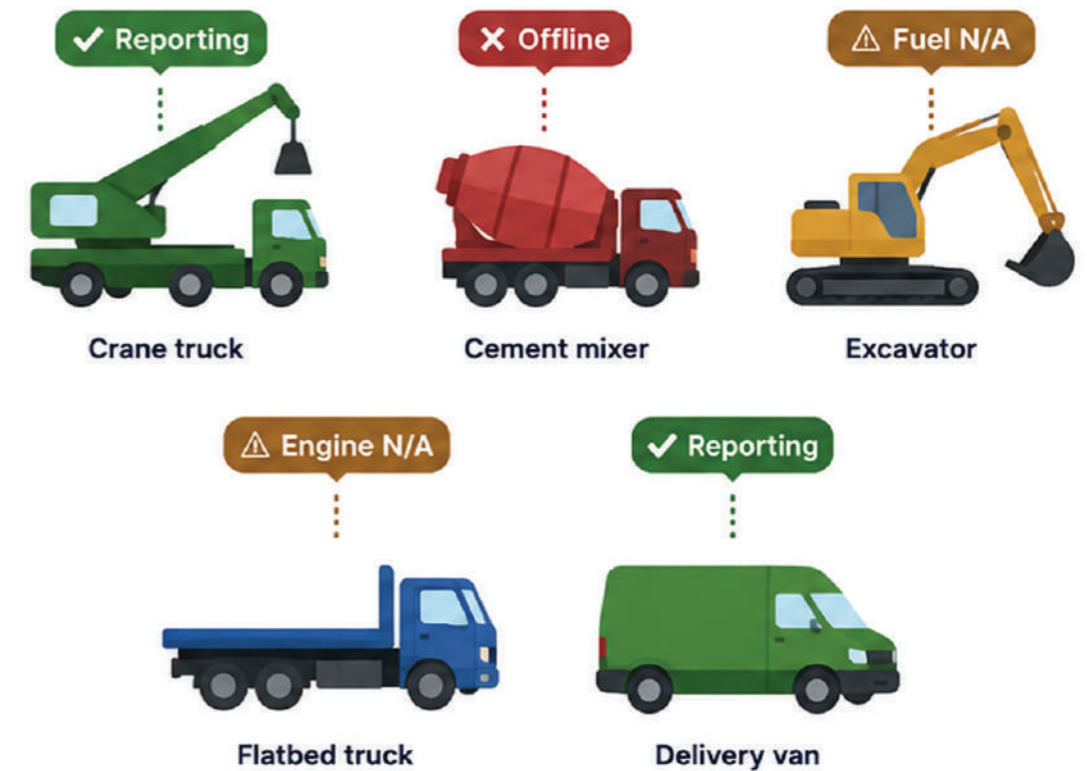 Reporting
Offline
Fuel N/A
Crane truck
Cement mixer
Excavator
Engine N/A
Reporting
Flatbed truck
Delivery van